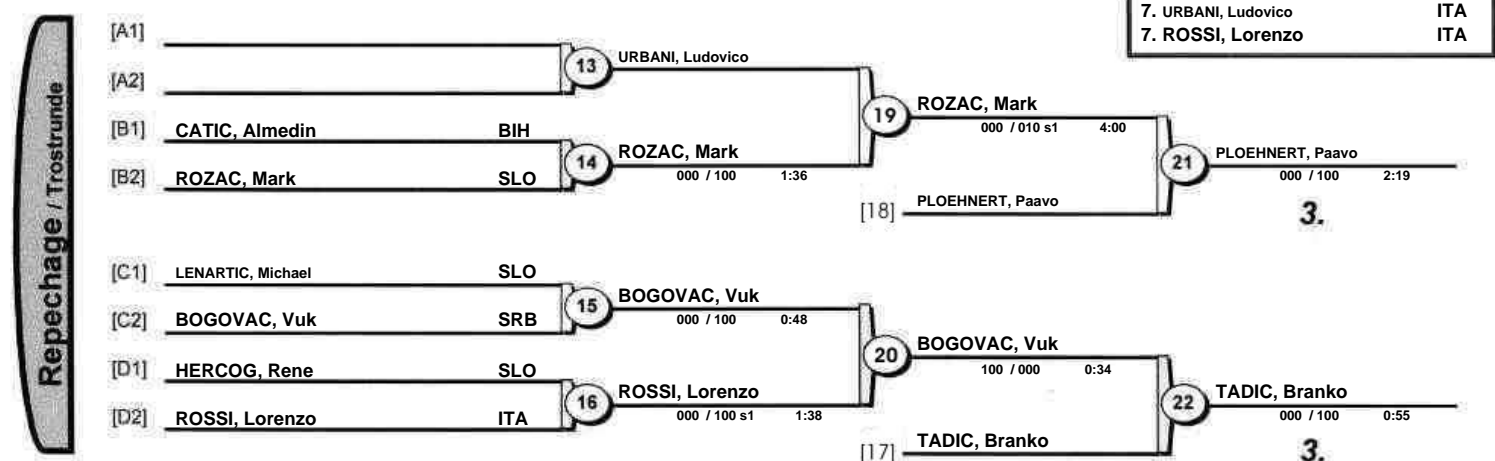 7. URBANI, Ludovico ITA
7. ROSSI, Lorenzo ITA
Repechage / Trostrunde
[A1]
13 URBANI, Ludovico
[A2]
19 ROZAC, Mark
000 / 010 s1 4:00
[B1] CATIC, Almedin BIH
14 ROZAC, Mark
000 / 100 1:36
21 PLOEHNERT, Paavo
000 / 100 2:19
[B2] ROZAC, Mark SLO
[18] PLOEHNERT, Paavo
3.
[C1] LENARTIC, Michael SLO
15 BOGOVAC, Vuk
000 / 100 0:48
[C2] BOGOVAC, Vuk SRB
20 BOGOVAC, Vuk
100 / 000 0:34
[D1] HERCOG, Rene SLO
16 ROSSI, Lorenzo
000 / 100 s1 1:38
22 TADIC, Branko
000 / 100 0:55
[D2] ROSSI, Lorenzo ITA
[17] TADIC, Branko
3.